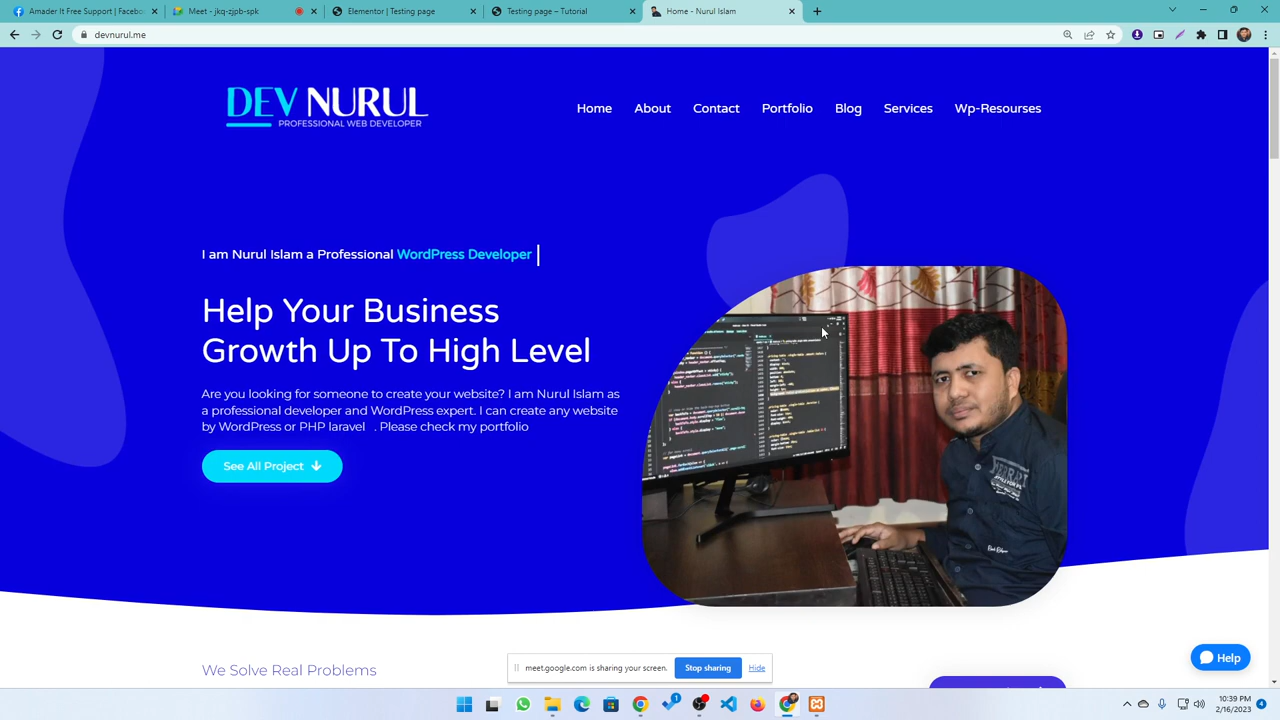 Amader It Free Support | Facebo
Meet - jkq-zjpb-spk
Elementor | Testing page
Testing page – Tutorial
Home - Nurul Islam
devnurul.me
DEV NURUL
PROFESSIONAL WEB DEVELOPER
Home About Contact Portfolio Blog Services Wp-Resourses
I am Nurul Islam a Professional WordPress Developer
Help Your Business
Growth Up To High Level
Are you looking for someone to create your website? I am Nurul Islam as
a professional developer and WordPress expert. I can create any website
by WordPress or PHP laravel . Please check my portfolio
See All Project
We Solve Real Problems
meet.google.com is sharing your screen.
Stop sharing
Hide
Help
1
10:39 PM
2/16/2023
4